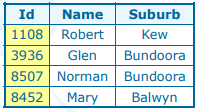 Id Name Suburb
1108 Robert Kew
3936 Glen Bundoora
8507 Norman Bundoora
8452 Mary Balwyn